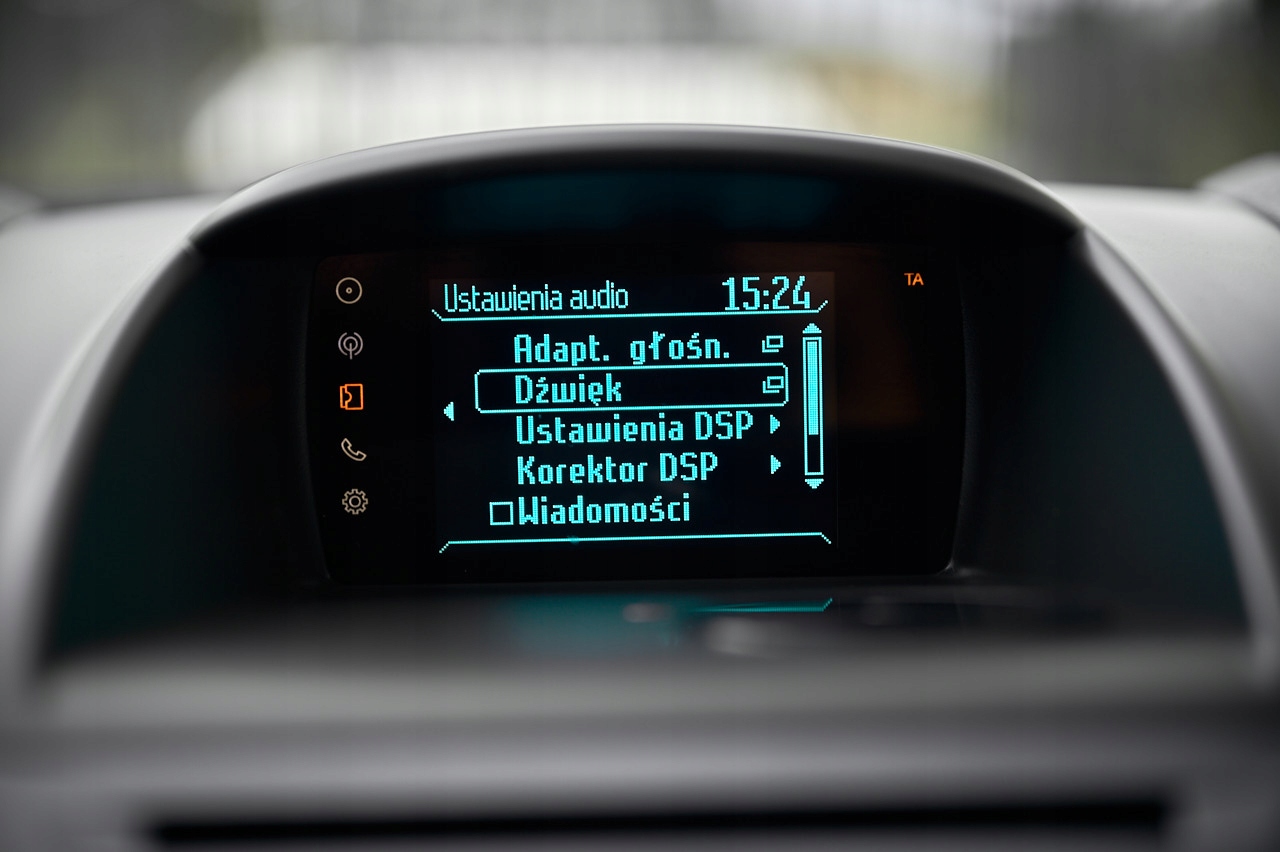 Ustawienia audio 15:24
TA
Adapt. głośn.
Dźwięk
Ustawienia DSP
Korektor DSP
Wiadomości